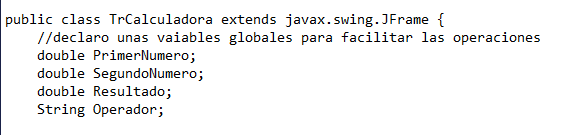 public class TrCalculadora extends javax.swing.JFrame {
//declaro unas vaiables globales para facilitar las operaciones
double PrimerNumero;
double SegundoNumero;
double Resultado;
String Operador;